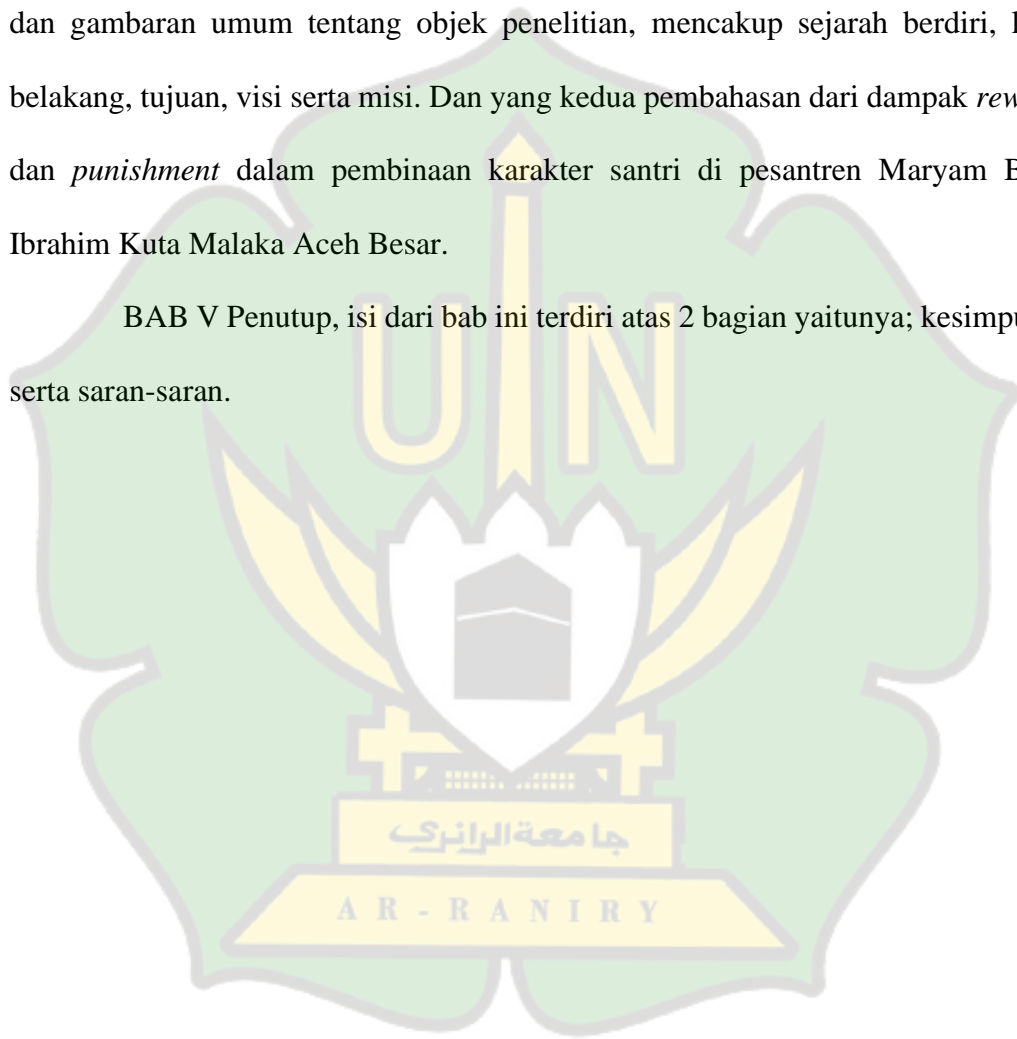 dan gambaran umum tentang objek penelitian, mencakup sejarah berdiri,
belakang, tujuan, visi serta misi. Dan yang kedua pembahasan dari dampak
dan punishment dalam pembinaan karakter santri di pesantren Maryam
Ibrahim Kuta Malaka Aceh Besar.
BAB V Penutup, isi dari bab ini terdiri atas 2 bagian yaitunya;
serta saran-saran.
UIN
جامعة الرانري
AR-RANIRY